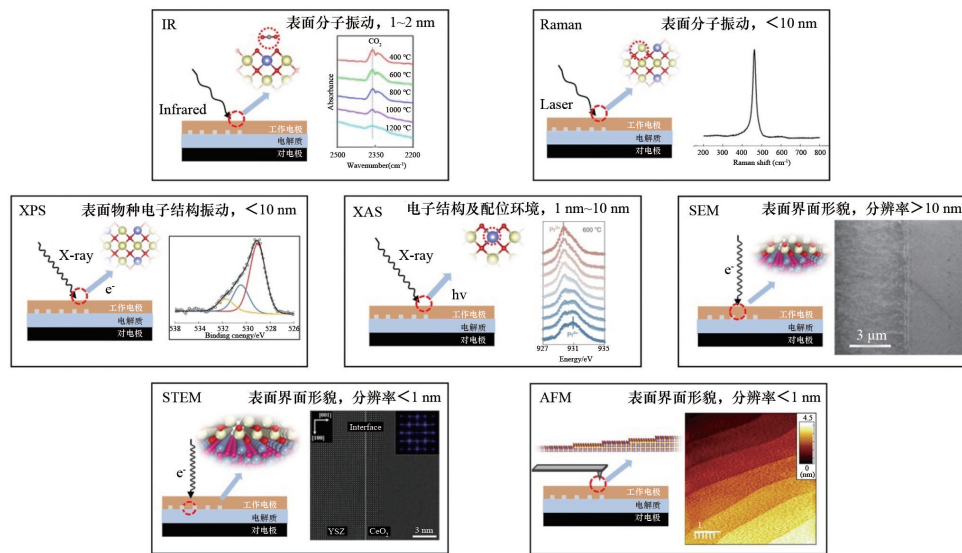 IR
表面分子振动，1~2 nm
Infrared
工作电极
电解质
对电极
CO₂
400 ℃
600 ℃
800 ℃
1000 ℃
1200 ℃
Absorbance
2500
2350
2200
Wavenumber(cm⁻¹)
Raman
表面分子振动，＜10 nm
Laser
工作电极
电解质
对电极
200
300
400
500
600
700
800
Raman shift (cm⁻¹)
XPS
表面物种电子结构振动，＜10 nm
X-ray
e⁻
工作电极
电解质
对电极
538
536
534
532
530
528
526
Binding cnengy/eV
XAS
电子结构及配位环境，1 nm~10 nm
X-ray
hv
工作电极
电解质
对电极
600 ℃
927
931
935
Energy/eV
SEM
表面界面形貌，分辨率＞10 nm
e⁻
工作电极
电解质
对电极
3 μm
STEM
表面界面形貌，分辨率＜1 nm
e⁻
工作电极
电解质
对电极
[001]
[100]
Interface
YSZ
CeO₂
3 nm
AFM
表面界面形貌，分辨率＜1 nm
工作电极
电解质
对电极
4.5
0
(nm)